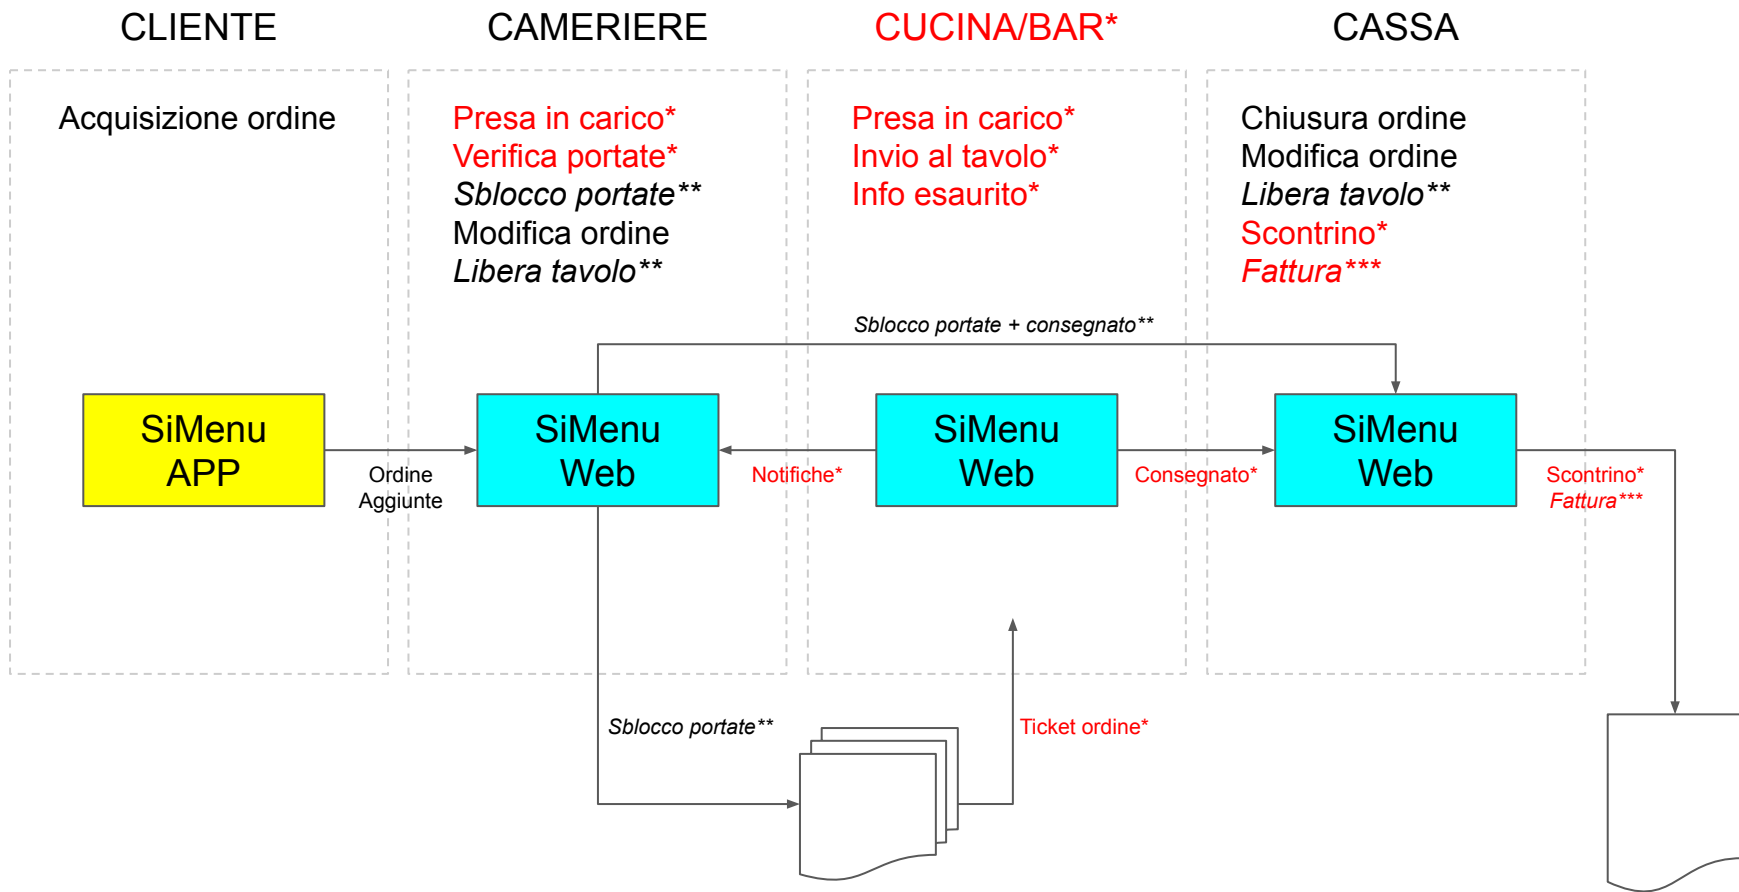 CLIENTE
CAMERIERE
CUCINA/BAR*
CASSA
Acquisizione ordine
Presa in carico*
Verifica portate*
Sblocco portate**
Modifica ordine
Libera tavolo**
Presa in carico*
Invio al tavolo*
Info esaurito*
Chiusura ordine
Modifica ordine
Libera tavolo**
Scontrino*
Fattura***
Sblocco portate + consegnato**
SiMenu
APP
Ordine
Aggiunte
SiMenu
Web
Notifiche*
SiMenu
Web
Consegnato*
SiMenu
Web
Scontrino*
Fattura***
Sblocco portate**
Ticket ordine*